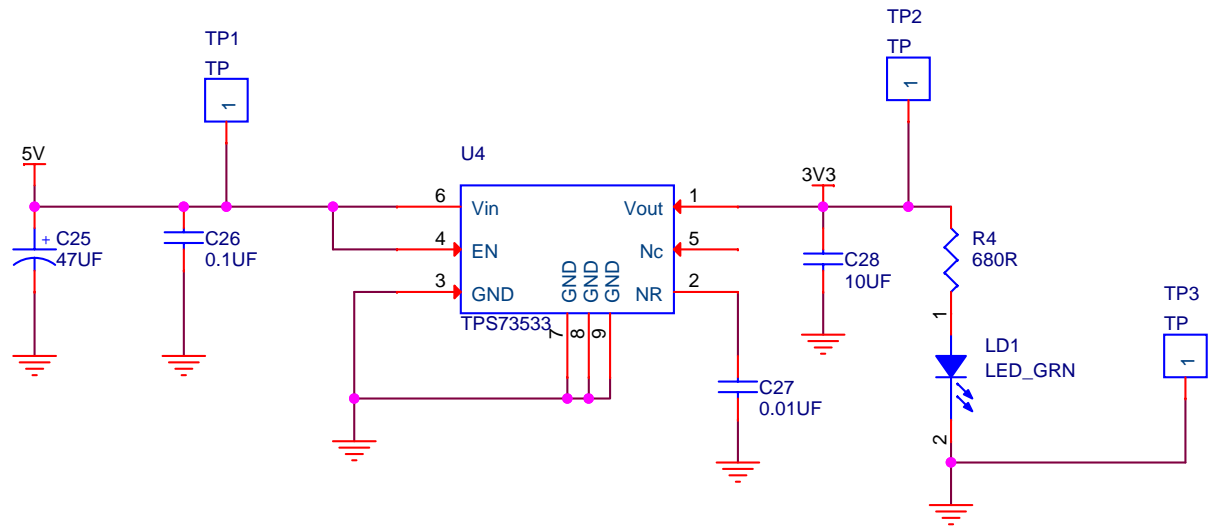 TP1
TP
1
TP2
TP
1
5V
U4
3V3
C25
+
47UF
C26
0.1UF
6
Vin
4
EN
3
GND
GND
GND
GND
7
8
9
Vout
1
Nc
5
NR
2
TPS73533
C27
0.01UF
C28
10UF
R4
680R
1
LD1
LED_GRN
2
TP3
TP
1